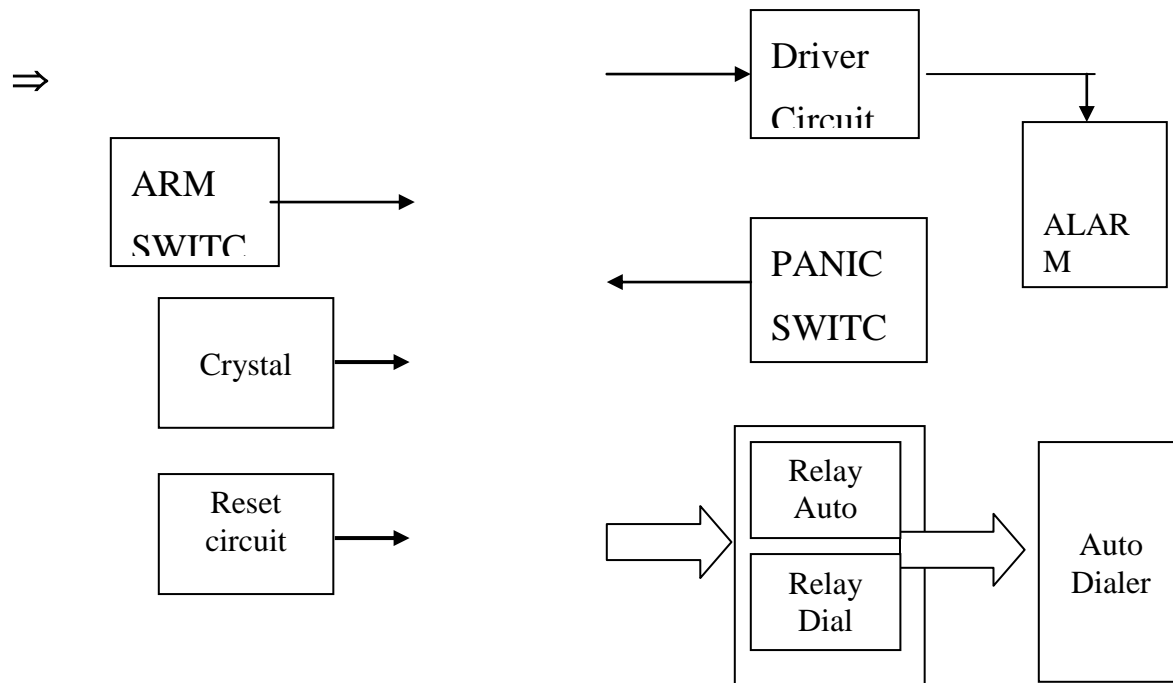 ⇒
Driver
Circuit
ARM
SWITC
ALAR
M
PANIC
SWITC
Crystal
Reset
circuit
Relay
Auto
Relay
Dial
Auto
Dialer